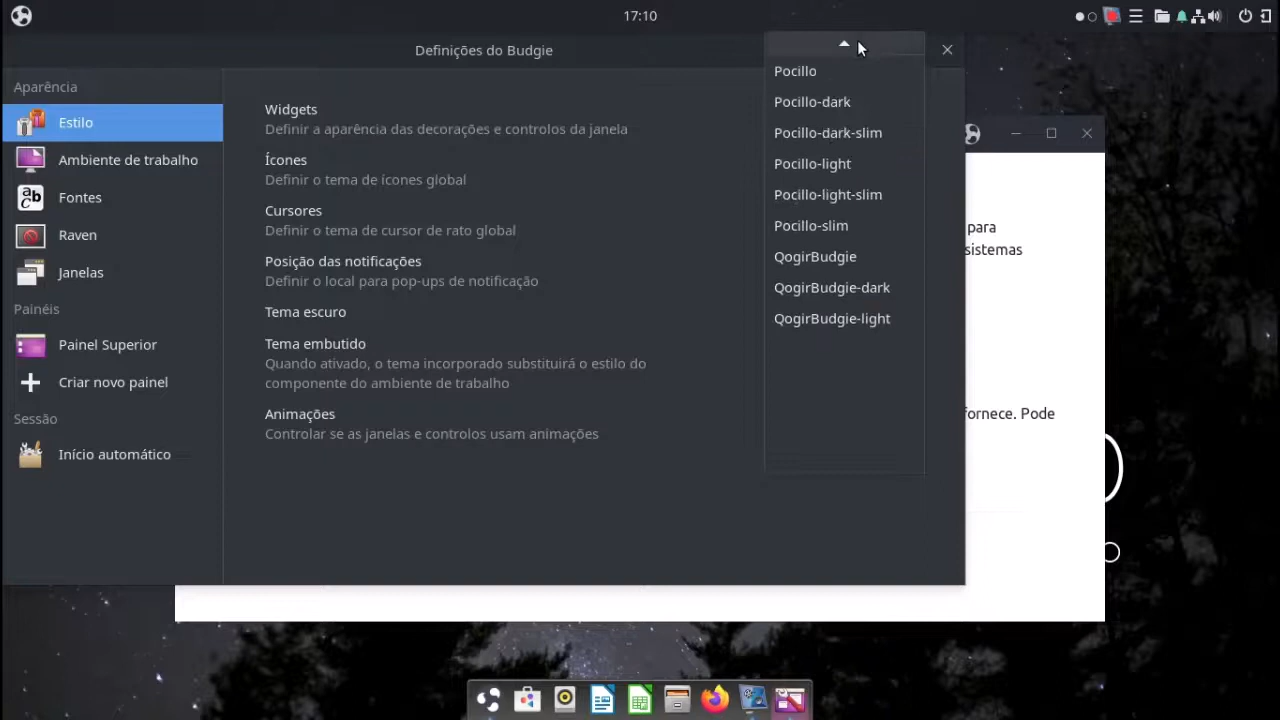 17:10
Definições do Budgie
Aparência
Estilo
Ambiente de trabalho
Fontes
Raven
Janelas
Painéis
Painel Superior
Criar novo painel
Sessão
Início automático
Widgets
Definir a aparência das decorações e controlos da janela
Ícones
Definir o tema de ícones global
Cursores
Definir o tema de cursor de rato global
Posição das notificações
Definir o local para pop-ups de notificação
Tema escuro
Tema embutido
Quando ativado, o tema incorporado substituirá o estilo do
componente do ambiente de trabalho
Animações
Controlar se as janelas e controlos usam animações
Pocillo
Pocillo-dark
Pocillo-dark-slim
Pocillo-light
Pocillo-light-slim
Pocillo-slim
QogirBudgie
QogirBudgie-dark
QogirBudgie-light
para
sistemas
fornece. Pode